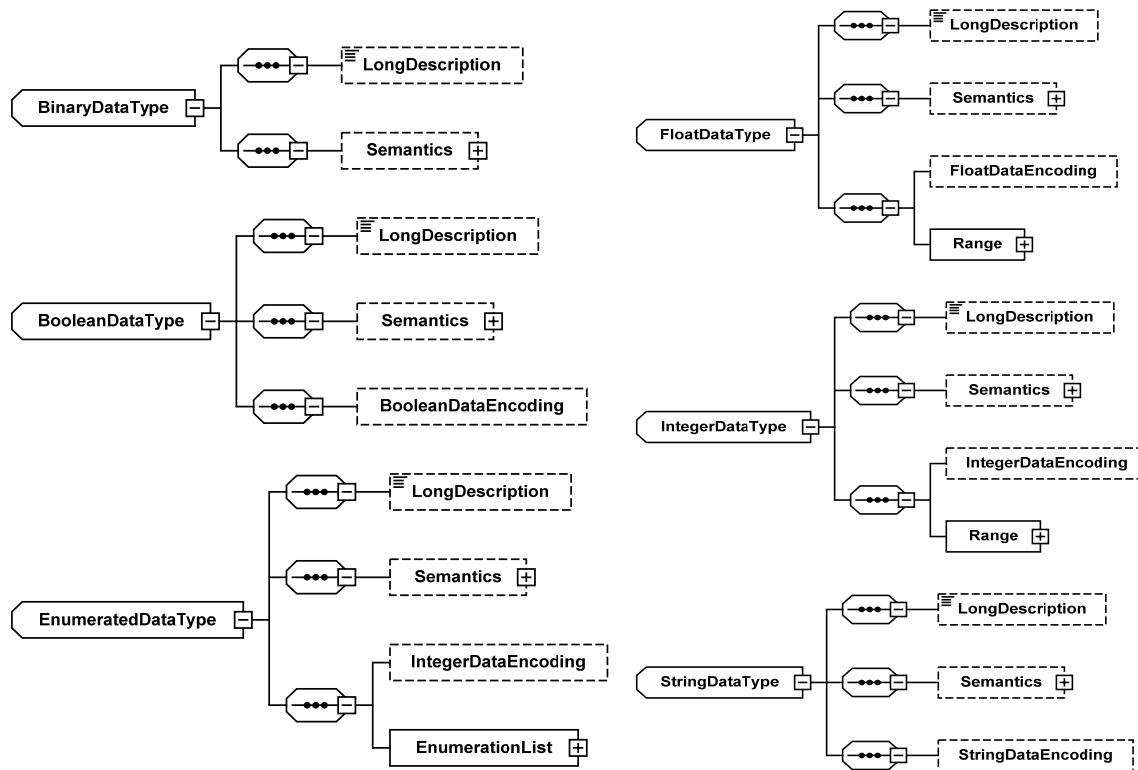 BinaryDataType
LongDescription
Semantics
BooleanDataType
LongDescription
Semantics
BooleanDataEncoding
EnumeratedDataType
LongDescription
Semantics
IntegerDataEncoding
EnumerationList
FloatDataType
LongDescription
Semantics
FloatDataEncoding
Range
IntegerDataType
LongDescription
Semantics
IntegerDataEncoding
Range
StringDataType
LongDescription
Semantics
StringDataEncoding